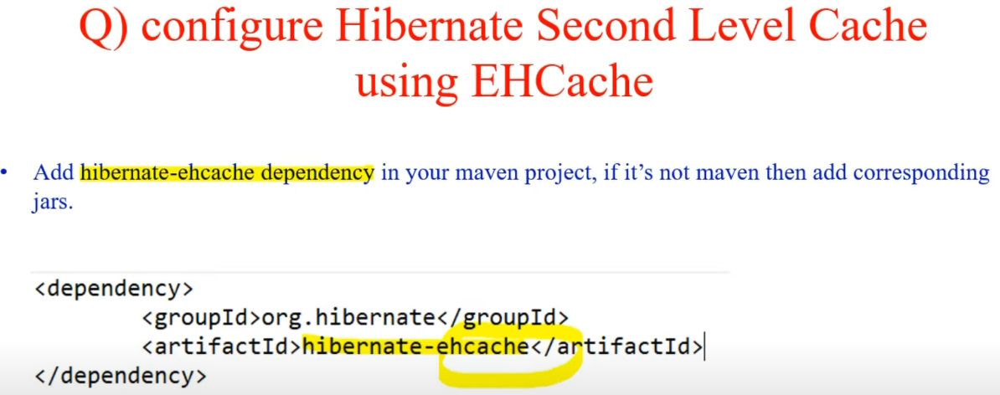 Q) configure Hibernate Second Level Cache
using EHCache
• Add hibernate-ehcache dependency in your maven project, if it’s not maven then add corresponding
jars.
<dependency>
<groupId>org.hibernate</groupId>
<artifactId>hibernate-ehcache</artifactId>
</dependency>